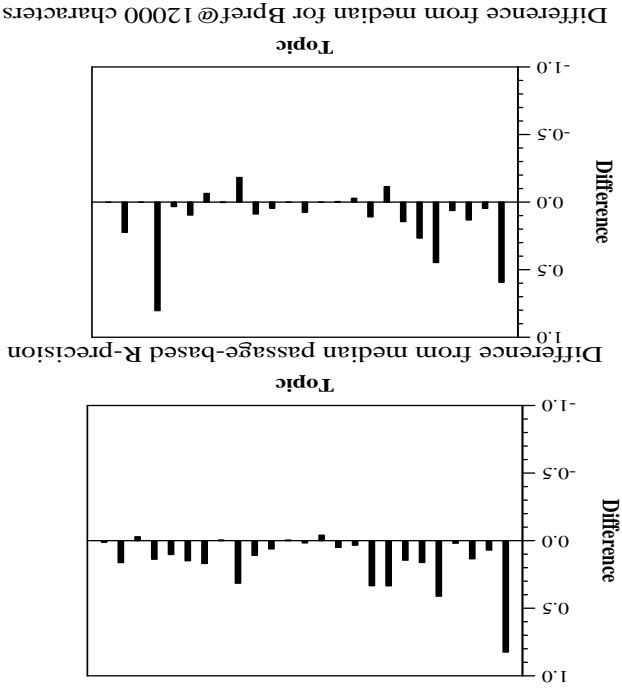 1.0
0.5
0.0
-0.5
-1.0
Difference
Topic
Difference from median passage-based R-precision
1.0
0.5
0.0
-0.5
-1.0
Difference
Topic
Difference from median for Bpref@12000 characters